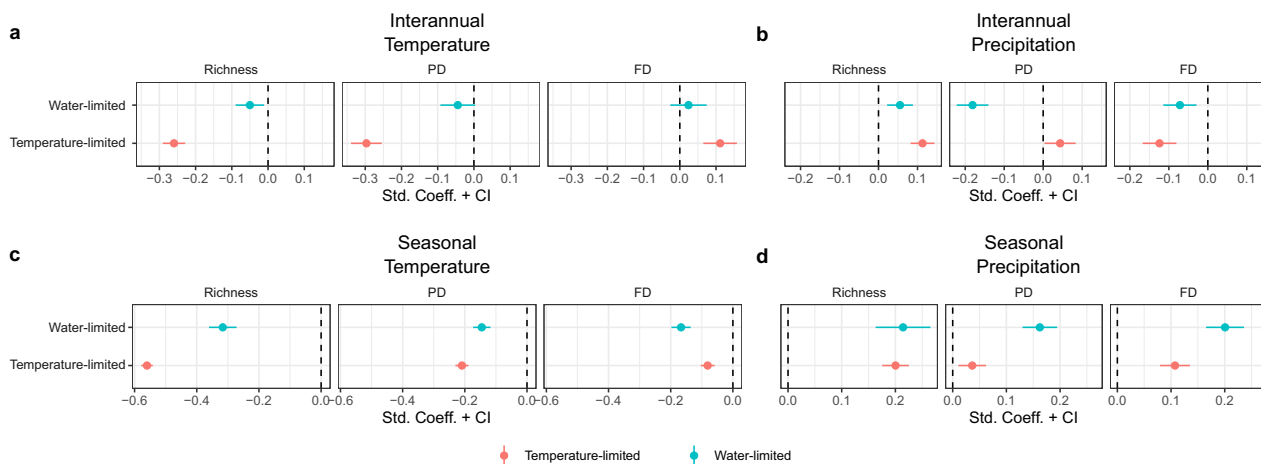 a
Interannual
Temperature
Richness
PD
FD
Water-limited
Temperature-limited
−0.3 −0.2 −0.1 0.0 0.1
−0.3 −0.2 −0.1 0.0 0.1
−0.3 −0.2 −0.1 0.0 0.1
Std. Coeff. + CI
b
Interannual
Precipitation
Richness
PD
FD
−0.2 −0.1 0.0 0.1
−0.2 −0.1 0.0 0.1
−0.2 −0.1 0.0 0.1
Std. Coeff. + CI
c
Seasonal
Temperature
Richness
PD
FD
Water-limited
Temperature-limited
−0.6 −0.4 −0.2 0.0
−0.6 −0.4 −0.2 0.0
−0.6 −0.4 −0.2 0.0
Std. Coeff. + CI
d
Seasonal
Precipitation
Richness
PD
FD
0.0 0.1 0.2
0.0 0.1 0.2
0.0 0.1 0.2
Std. Coeff. + CI
Temperature-limited
Water-limited